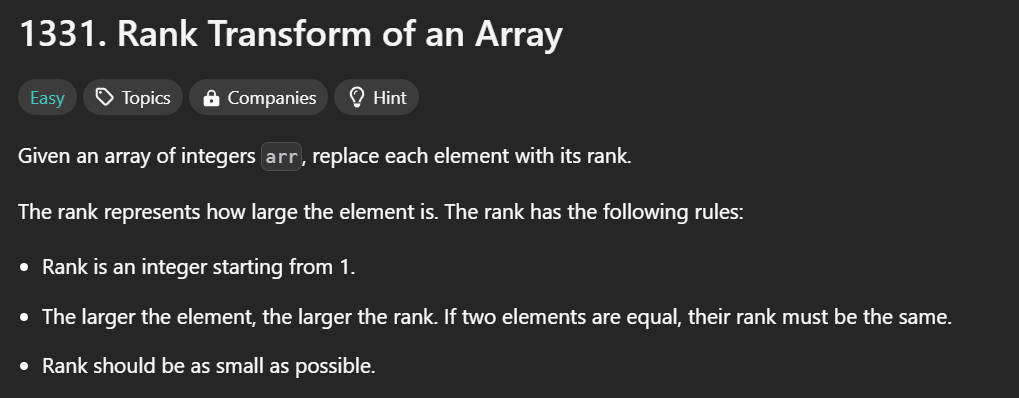 1331. Rank Transform of an Array
Easy Topics Companies Hint
Given an array of integers arr, replace each element with its rank.
The rank represents how large the element is. The rank has the following rules:
• Rank is an integer starting from 1.
• The larger the element, the larger the rank. If two elements are equal, their rank must be the same.
• Rank should be as small as possible.